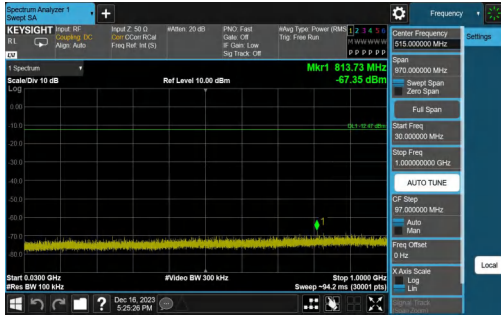 Spectrum Analyzer 1
Swept SA
Frequency
KEYSIGHT Input: RF Input Z: 50 Ω #Atten: 20 dB PNO: Fast #Avg Type: Power (RMS 1 2 3 4 5 6
RL Coupling: DC Corr CCorr RCal Gate: Off Trig: Free Run M W W W W W
Align: Auto Freq Ref: Int (S) IF Gain: Low P P P P P P
Sig Track: Off
LXI
1 Spectrum
Mkr1 813.73 MHz
Scale/Div 10 dB Ref Level 10.00 dBm -67.35 dBm
Log
0.00
-10.0
-20.0
-30.0
-40.0
-50.0
-60.0
-70.0
-80.0
1
Start 0.0300 GHz #Video BW 300 kHz Stop 1.0000 GHz
#Res BW 100 kHz Sweep ~94.2 ms (30001 pts)
Dec 16, 2023
5:25:26 PM
Center Frequency
515.000000 MHz
Settings
Span
970.000000 MHz
Swept Span
Zero Span
Full Span
Start Freq
30.000000 MHz
Stop Freq
1.000000000 GHz
AUTO TUNE
CF Step
97.000000 MHz
Auto
Man
Freq Offset
0 Hz
X Axis Scale
Log
Lin
Local
Signal Track